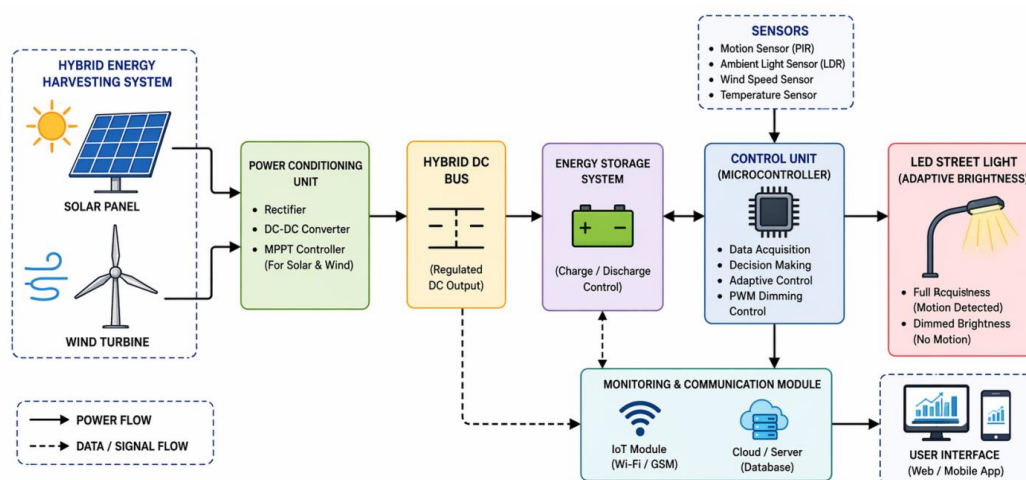 HYBRID ENERGY
HARVESTING SYSTEM
SOLAR PANEL
WIND TURBINE
POWER FLOW
DATA / SIGNAL FLOW
POWER CONDITIONING
UNIT
• Rectifier
• DC-DC Converter
• MPPT Controller
(For Solar & Wind)
HYBRID DC
BUS
(Regulated
DC Output)
ENERGY STORAGE
SYSTEM
(Charge / Discharge
Control)
SENSORS
• Motion Sensor (PIR)
• Ambient Light Sensor (LDR)
• Wind Speed Sensor
• Temperature Sensor
CONTROL UNIT
(MICROCONTROLLER)
• Data Acquisition
• Decision Making
• Adaptive Control
• PWM Dimming
Control
LED STREET LIGHT
(ADAPTIVE BRIGHTNESS)
• Full
(Motion Detected)
• Dimmed Brightness
(No Motion)
MONITORING & COMMUNICATION MODULE
IoT Module
(Wi-Fi / GSM)
Cloud / Server
(Database)
USER INTERFACE
(Web / Mobile App)